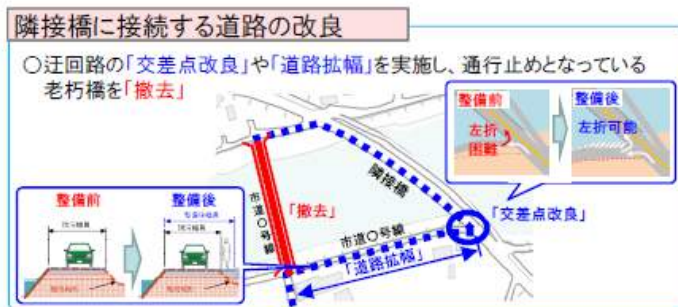 隣接橋に接続する道路の改良
○迂回路の「交差点改良」や「道路拡幅」を実施し、通行止めとなっている
老朽橋を「撤去」
整備前
整備後
左折
困難
左折可能
隣接橋
「交差点改良」
市道○号線
「撤去」
市道○号線
「道路拡幅」
整備前
整備後